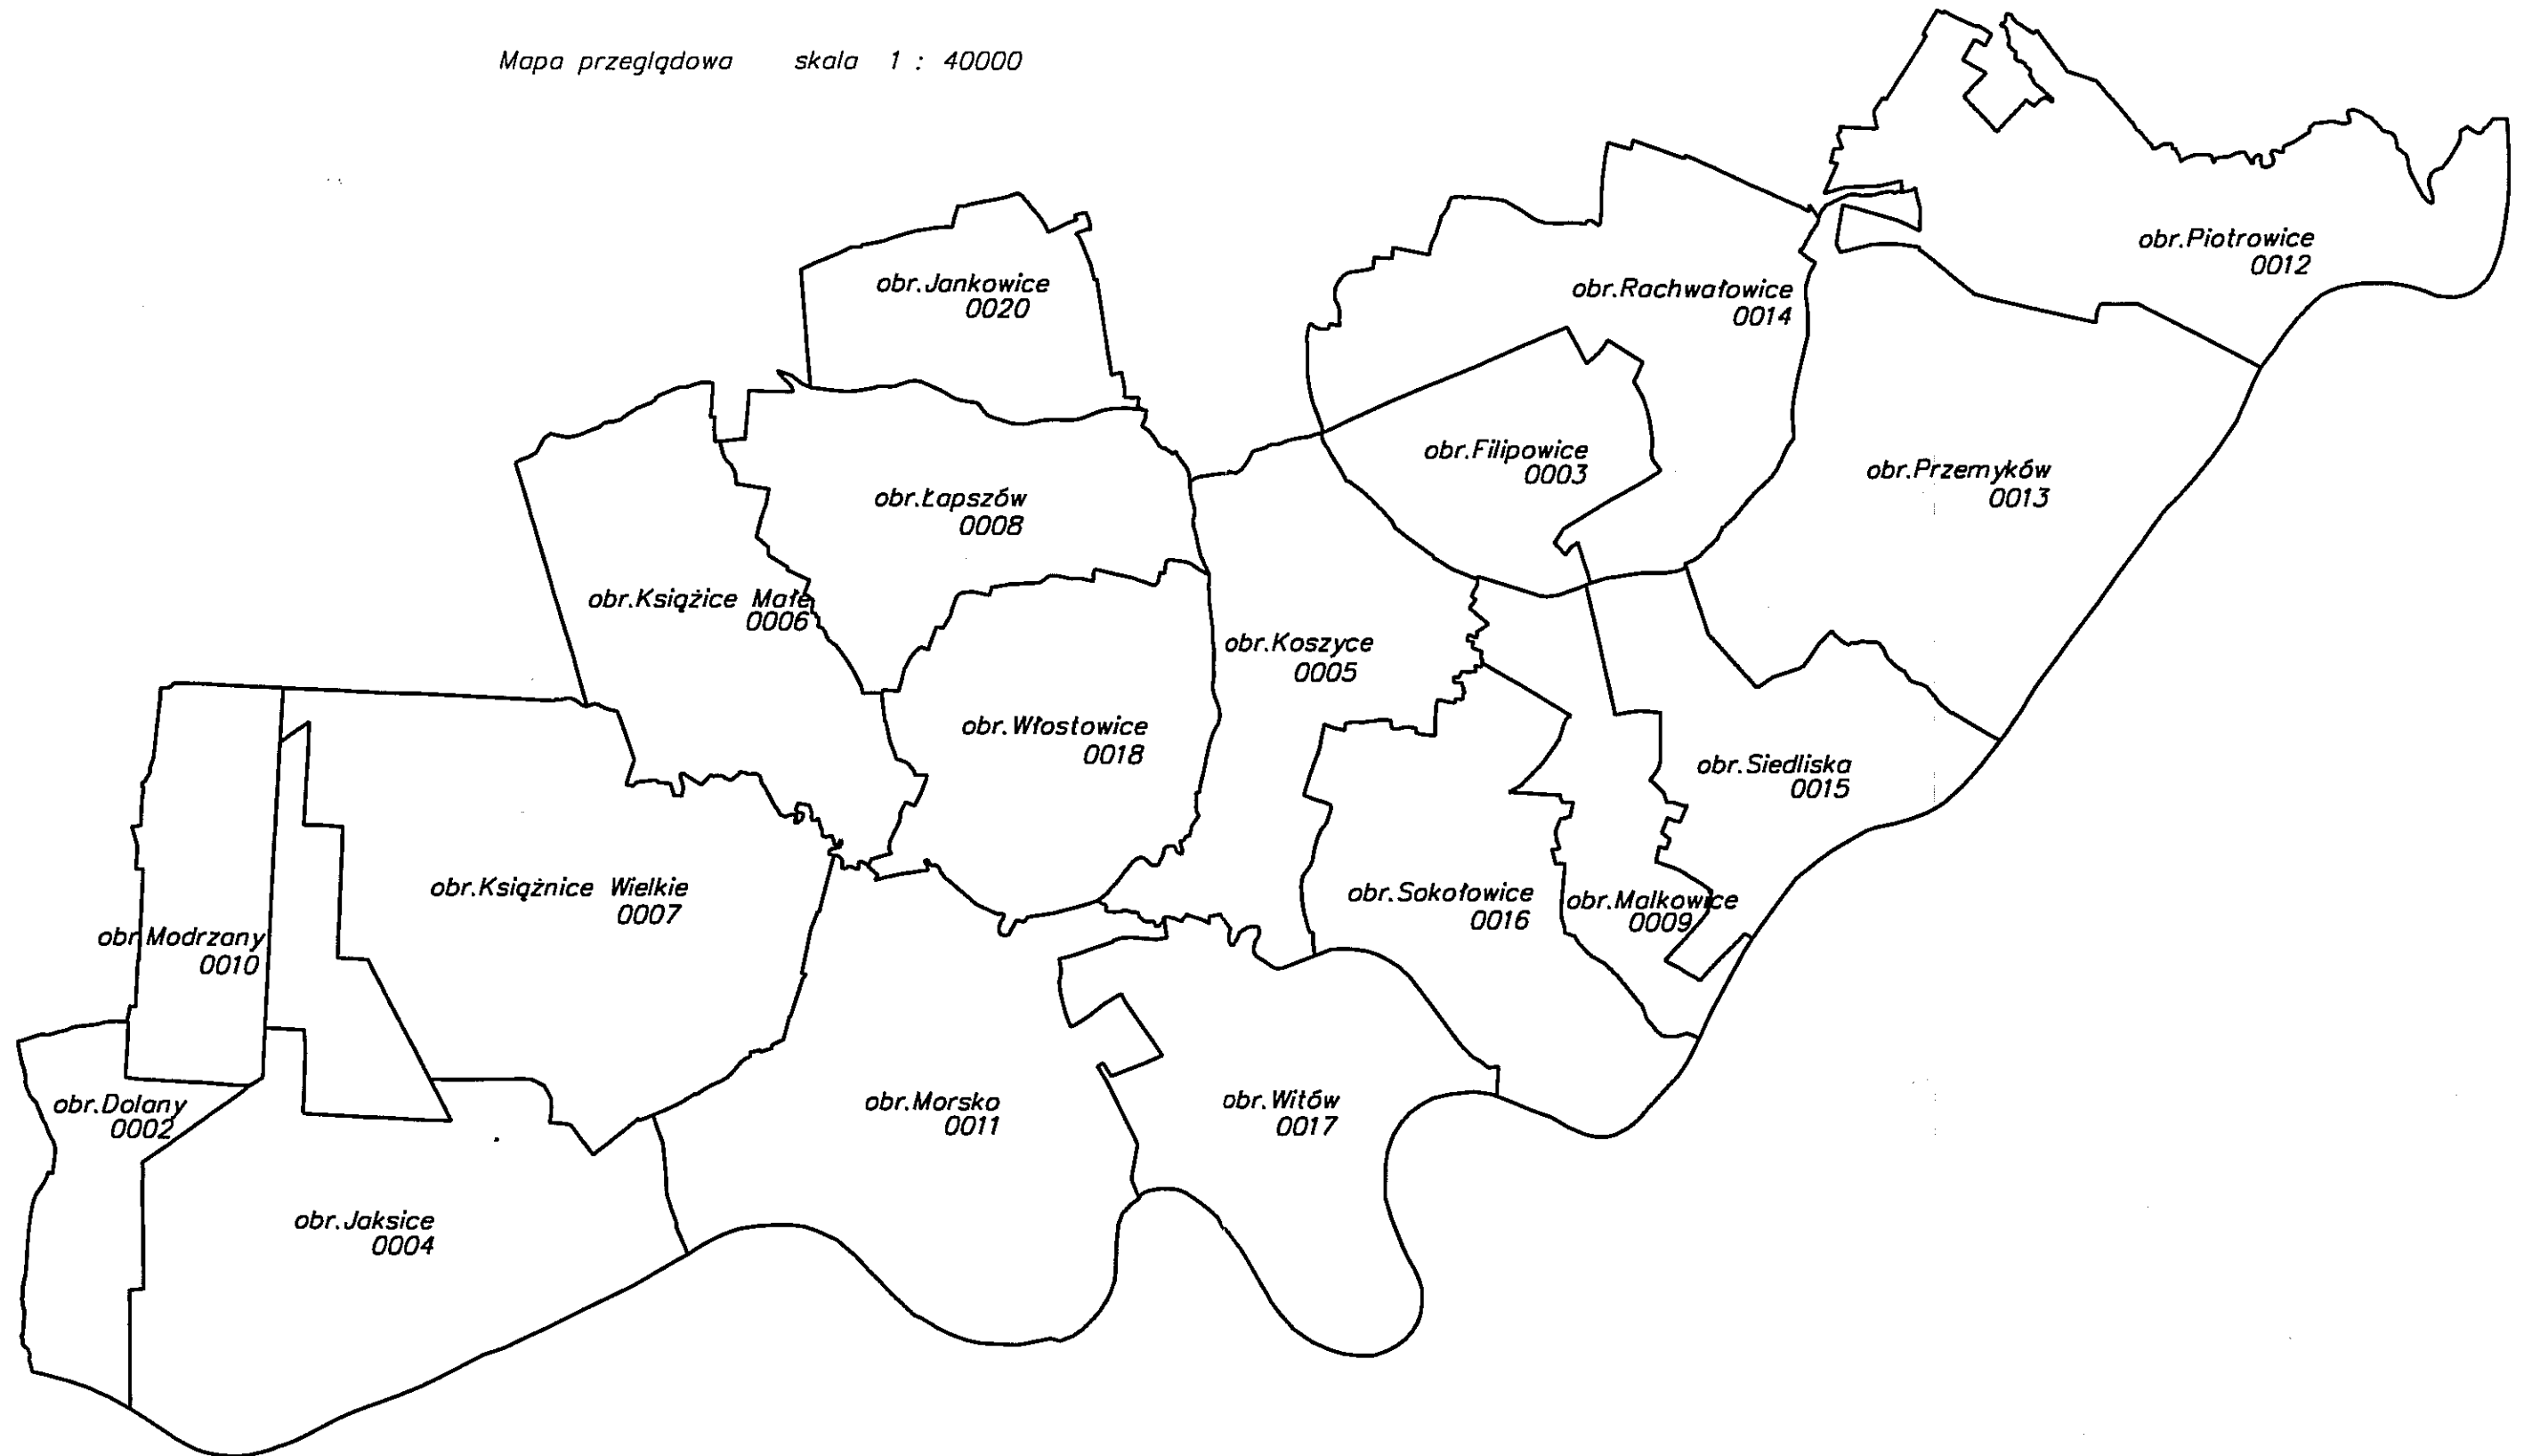 Mapa przeglądowa skala 1 : 40000
obr.Piotrowice
0012
obr.Jankowice
0020
obr.Rachwałowice
0014
obr.Filipowice
0003
obr.Przemyków
0013
obr.Łapszów
0008
obr.Książice Małe
0006
obr.Koszyce
0005
obr.Włostowice
0018
obr.Siedliska
0015
obr.Książnice Wielkie
0007
obr.Sokołowice
0016
obr.Malkowice
0009
obr.Modrzany
0010
obr.Dolany
0002
obr.Morsko
0011
obr.Witów
0017
obr.Jaksice
0004